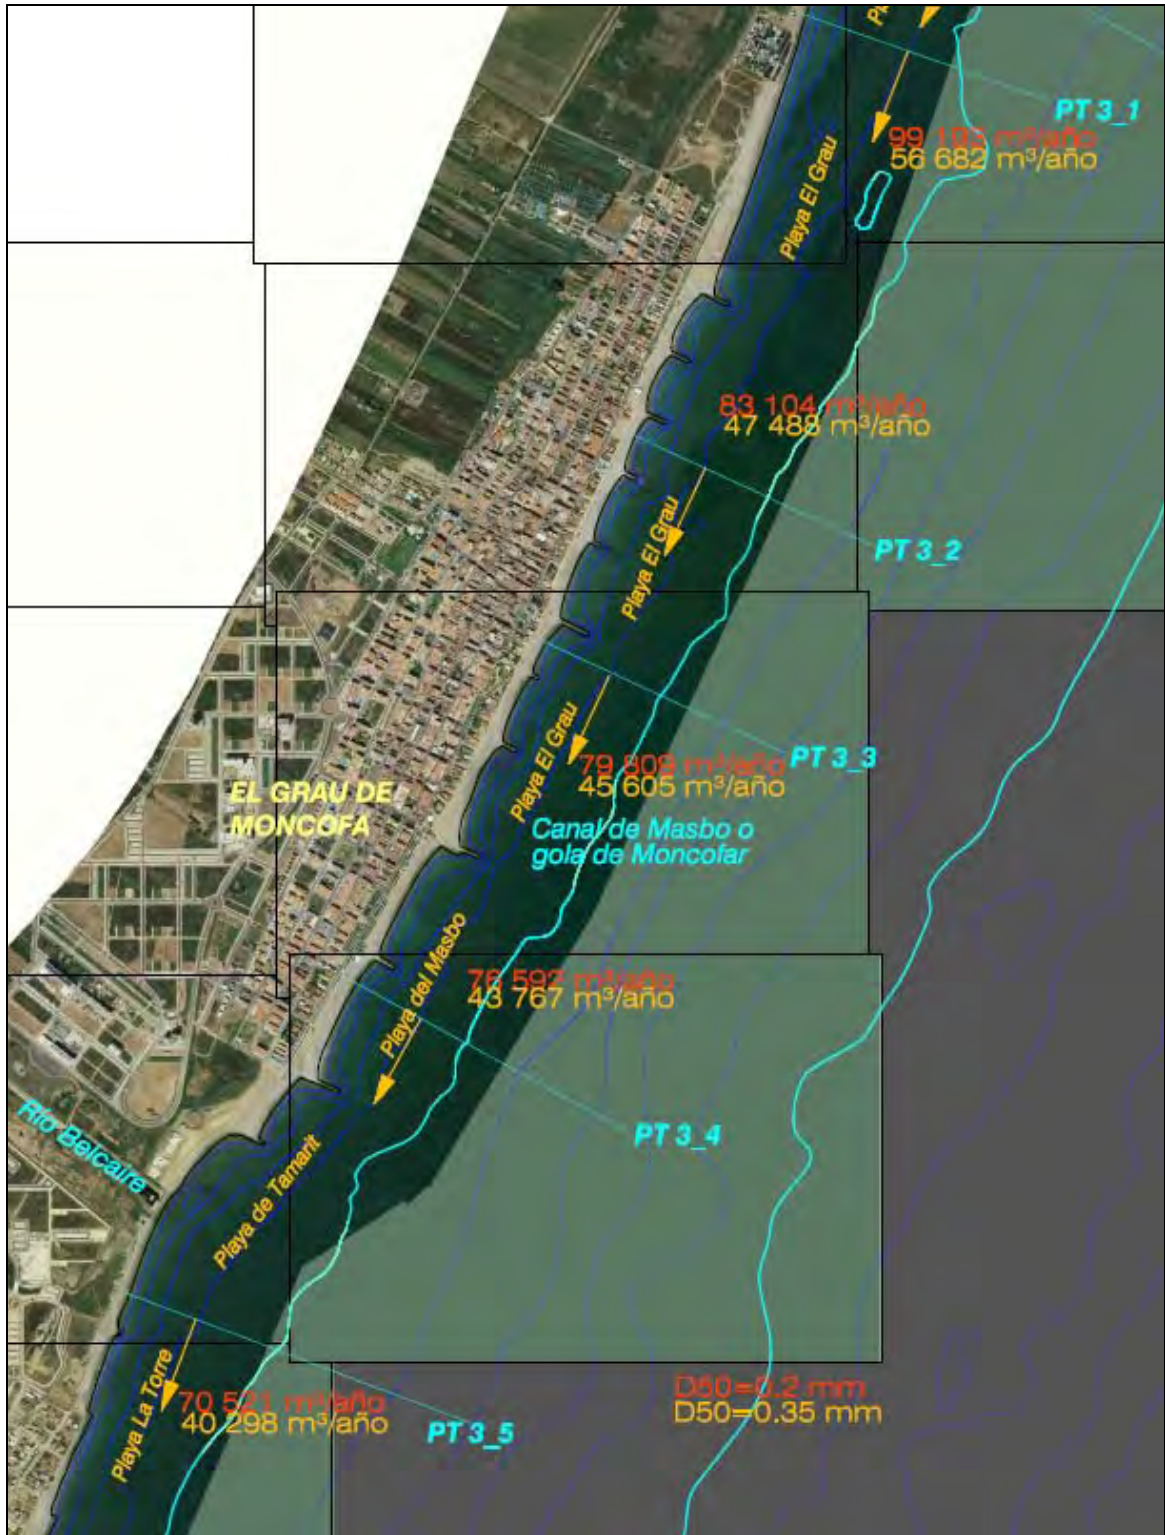 PT 3_1
99 193 m³/año
56 682 m³/año
Playa El Grau
83 104 m³/año
47 488 m³/año
Playa El Grau
PT 3_2
Playa El Grau
PT 3_3
79 809 m³/año
45 605 m³/año
EL GRAU DE
MONCOFA
Canal de Masbo o
gola de Moncofar
Playa del Masbo
76 592 m³/año
43 767 m³/año
PT 3_4
Río Belcaire
Playa de Tamarit
Playa La Torre
70 521 m³/año
40 298 m³/año
PT 3_5
D50=0.2 mm
D50=0.35 mm